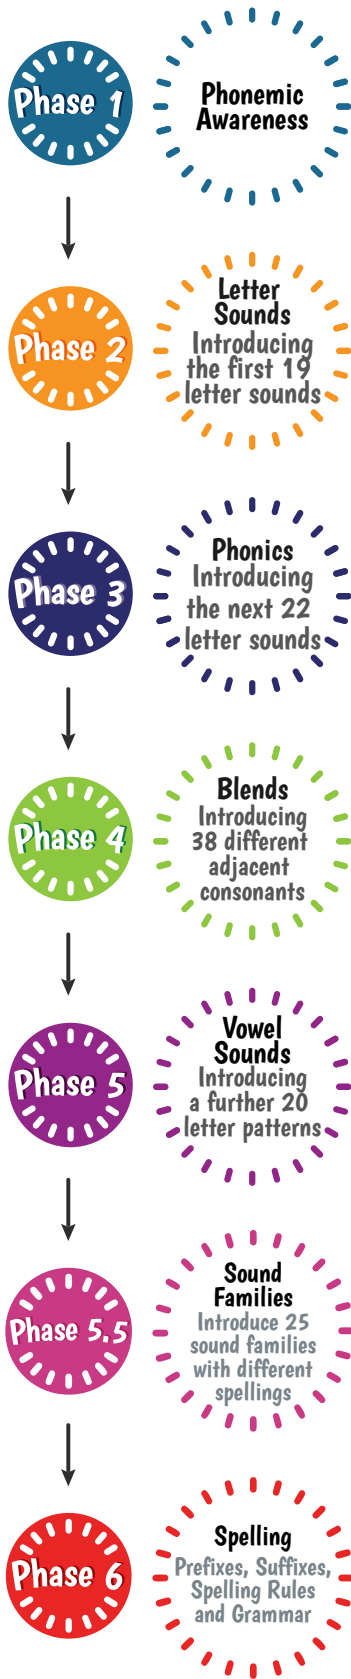 Phase 1
Phonemic
Awareness
Phase 2
Letter
Sounds
Introducing
the first 19
letter sounds
Phase 3
Phonics
Introducing
the next 22
letter sounds
Phase 4
Blends
Introducing
38 different
adjacent
consonants
Phase 5
Vowel
Sounds
Introducing
a further 20
letter patterns
Phase 5.5
Sound
Families
Introduce 25
sound families
with different
spellings
Phase 6
Spelling
Prefixes, Suffixes,
Spelling Rules
and Grammar